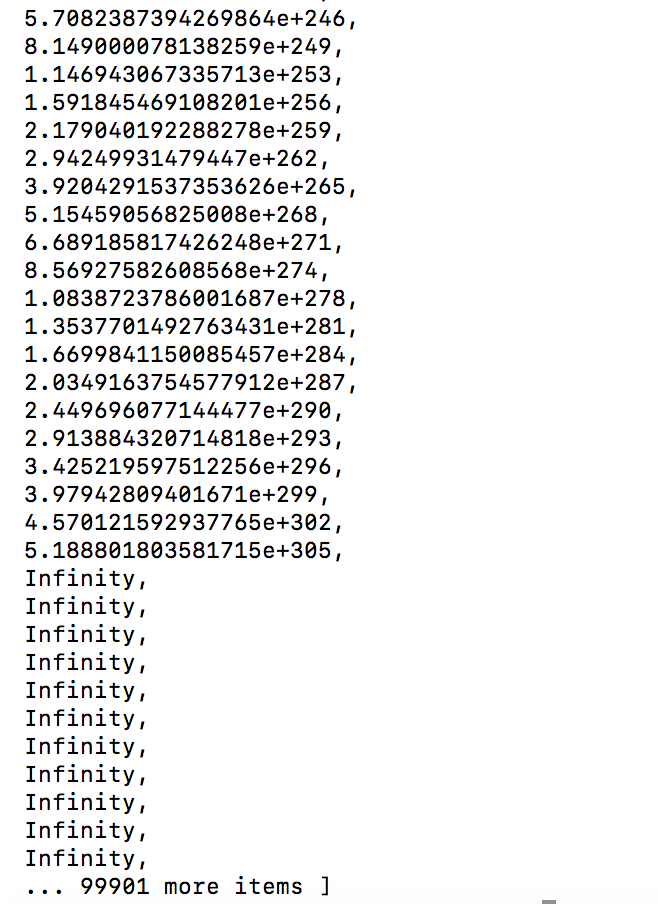 5.7082387394269864e+246,
8.149000078138259e+249,
1.146943067335713e+253,
1.591845469108201e+256,
2.179040192288278e+259,
2.94249931479447e+262,
3.9204291537353626e+265,
5.15459056825008e+268,
6.689185817426248e+271,
8.56927582608568e+274,
1.0838723786001687e+278,
1.3537701492763431e+281,
1.6699841150085457e+284,
2.0349163754577912e+287,
2.449696077144477e+290,
2.913884320714818e+293,
3.425219597512256e+296,
3.97942809401671e+299,
4.570121592937765e+302,
5.188801803581715e+305,
Infinity,
Infinity,
Infinity,
Infinity,
Infinity,
Infinity,
Infinity,
Infinity,
Infinity,
Infinity,
Infinity,
... 99901 more items ]